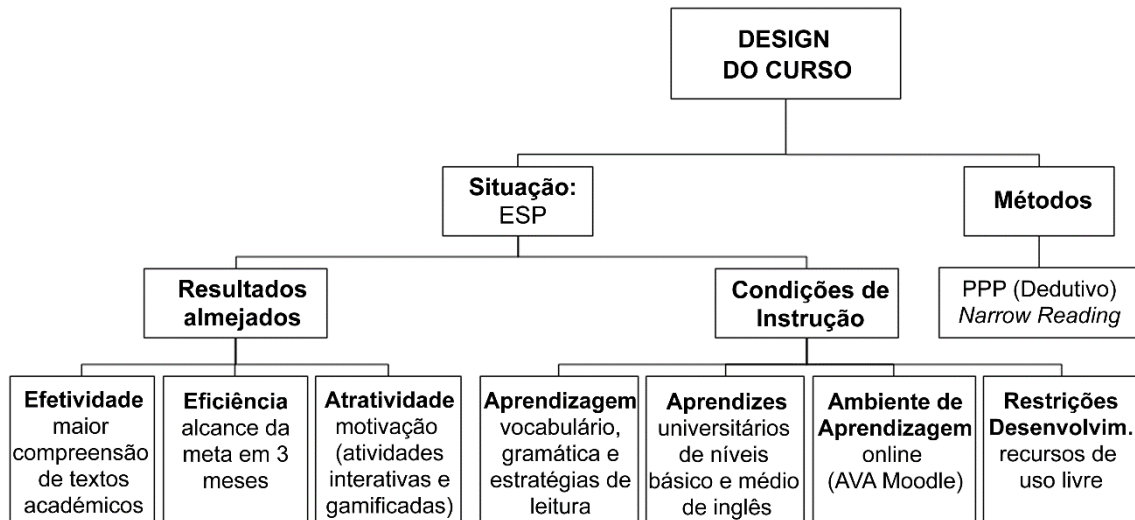 DESIGN
DO CURSO
Situação:
ESP
Métodos
Resultados
almejados
Condições de
Instrução
PPP (Dedutivo)
Narrow Reading
Efetividade
maior
compreensão
de textos
académicos
Eficiência
alcance da
meta em 3
meses
Atratividade
motivação
(atividades
interativas e
gamificadas)
Aprendizagem
vocabulário,
gramática e
estratégias de
leitura
Aprendizes
universitários
de níveis
básico e médio
de inglês
Ambiente de
Aprendizagem
online
(AVA Moodle)
Restrições
Desenvolvim.
recursos de
uso livre